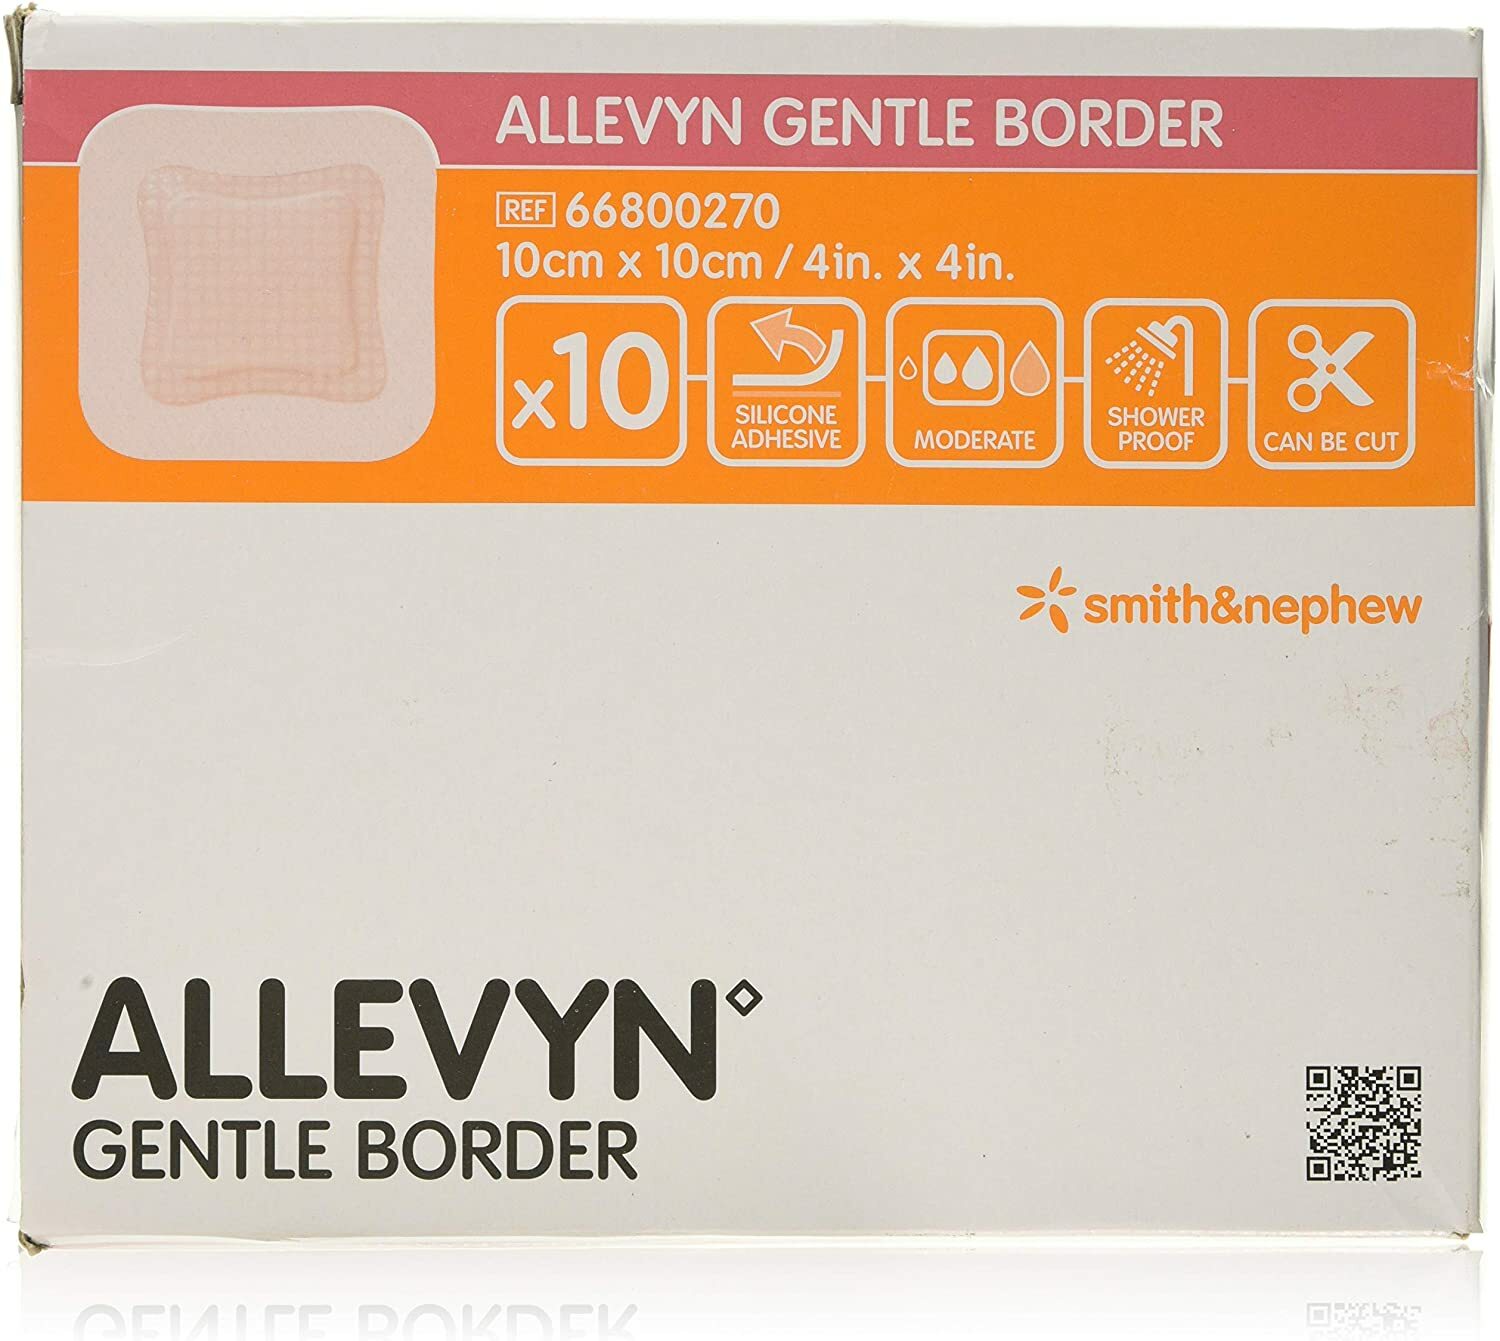 ALLEVYN GENTLE BORDER
REF 66800270
10cm x 10cm / 4in. x 4in.
x10
SILICONE
ADHESIVE
MODERATE
SHOWER
PROOF
CAN BE CUT
smith&nephew
ALLEVYN◇
GENTLE BORDER